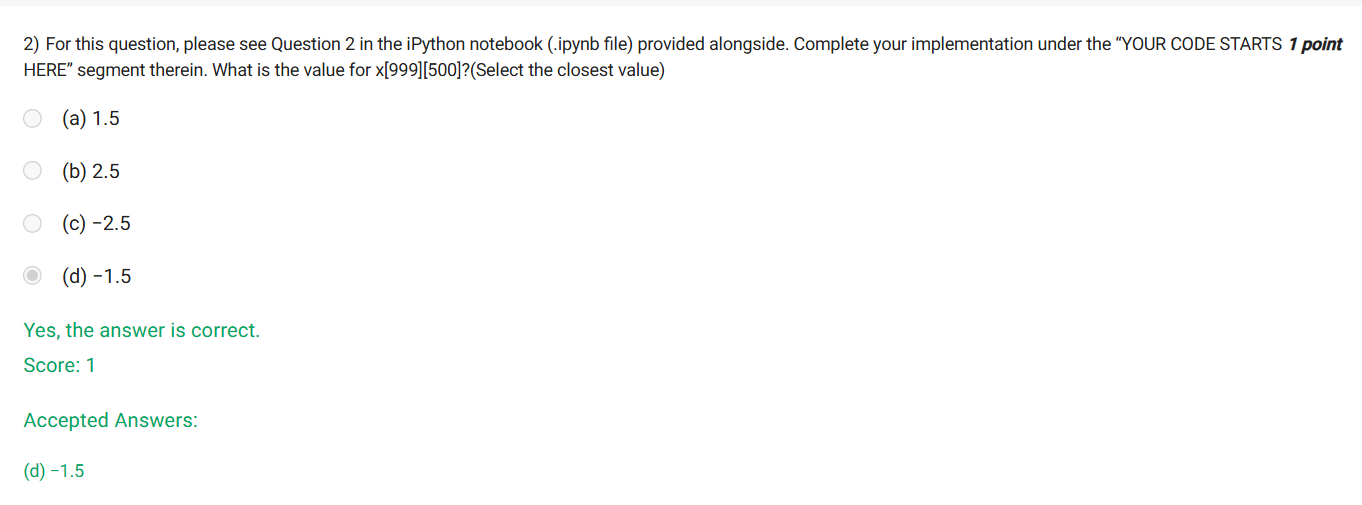 2) For this question, please see Question 2 in the iPython notebook (.ipynb file) provided alongside. Complete your implementation under the “YOUR CODE STARTS 1 point
HERE” segment therein. What is the value for x[999][500]?(Select the closest value)
(a) 1.5
(b) 2.5
(c) −2.5
(d) −1.5
Yes, the answer is correct.
Score: 1
Accepted Answers:
(d) −1.5